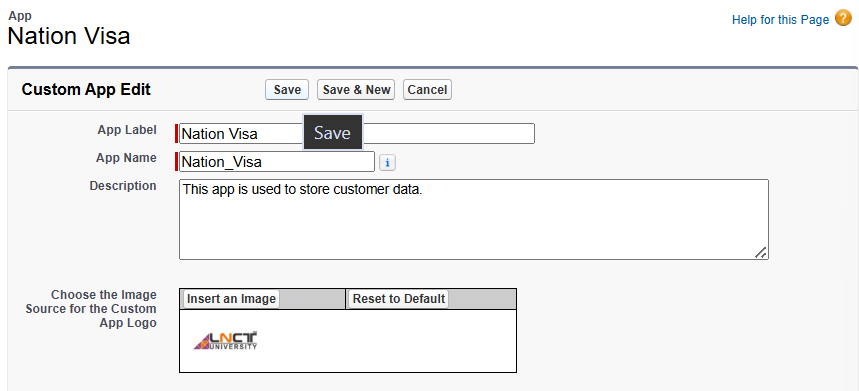 App
Nation Visa
Help for this Page ?
Custom App Edit
Save
Save & New
Cancel
App Label
Nation Visa
Save
App Name
Nation_Visa
i
Description
This app is used to store customer data.
Choose the Image
Source for the Custom
App Logo
Insert an Image
Reset to Default
LNCT
UNIVERSITY